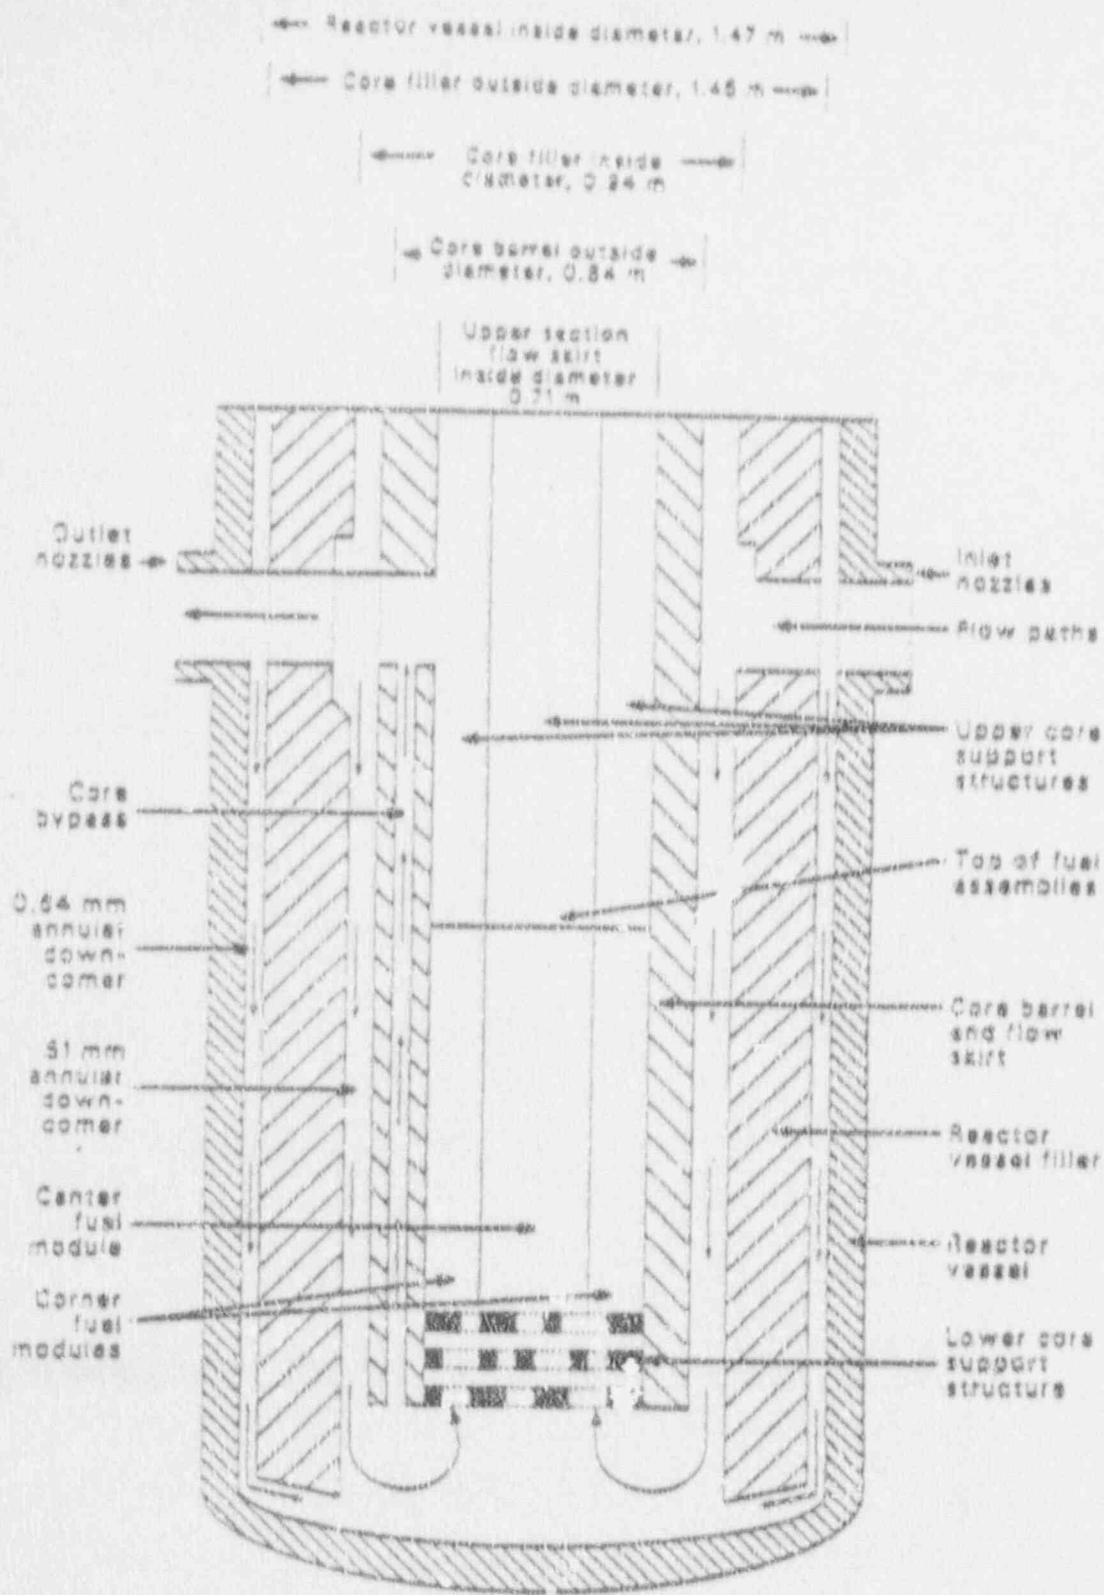 Reactor vessel inside diameter, 1.47 m
Core filler outside diameter, 1.45 m
Core filler inside
diameter, 0.94 m
Core barrel outside
diameter, 0.84 m
Upper section
flow skirt
inside diameter
0.71 m
Outlet
nozzles
Inlet
nozzles
Flow paths
Upper core
support
structures
Core
bypass
Top of fuel
assemblies
0.64 mm
annular
down-
comer
Core barrel
and flow
skirt
51 mm
annular
down-
comer
Reactor
vessel filler
Center
fuel
module
Reactor
vessel
Corner
fuel
modules
Lower core
support
structure